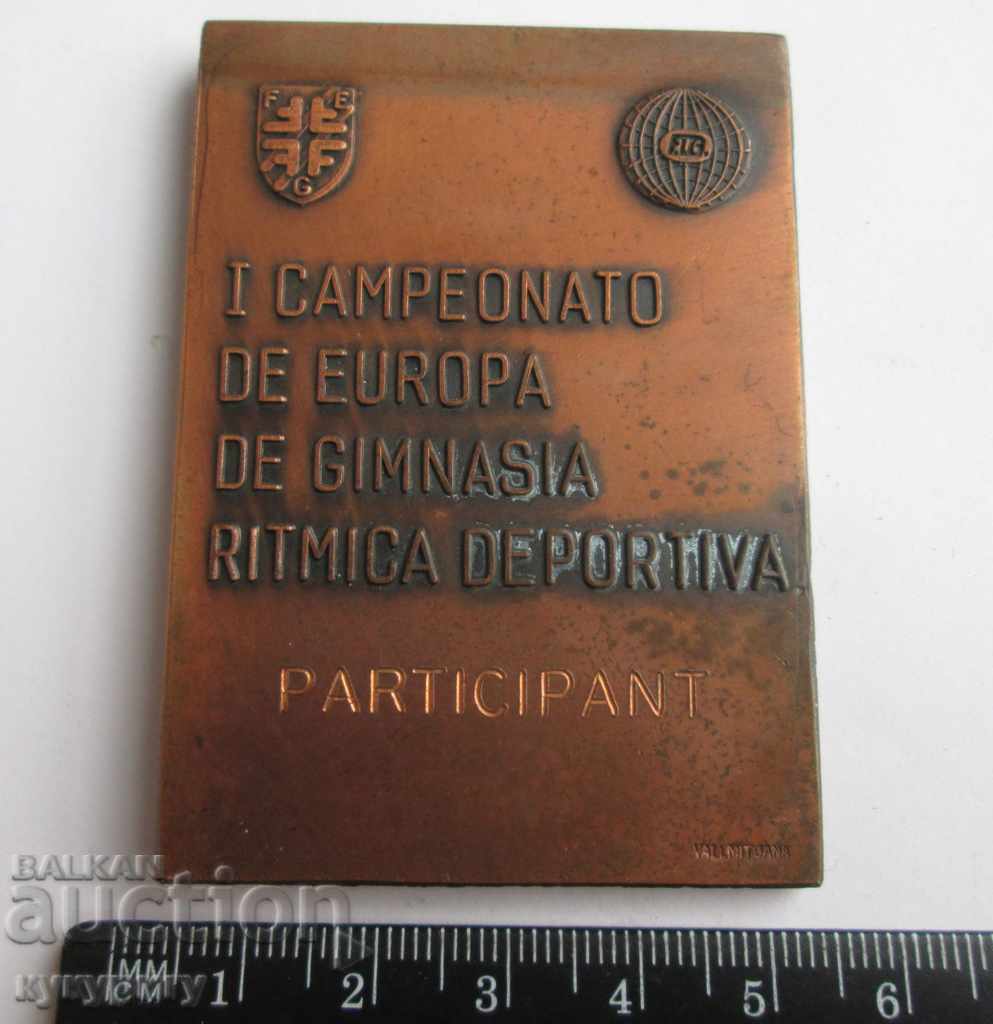 F E
G
F.I.G.
I CAMPEONATO
DE EUROPA
DE GIMNASIA
RITMICA DEPORTIVA
PARTICIPANT
VALLMITJANA
BALKAN
auction
кукурсту
MM
CM 1 2 3 4 5 6